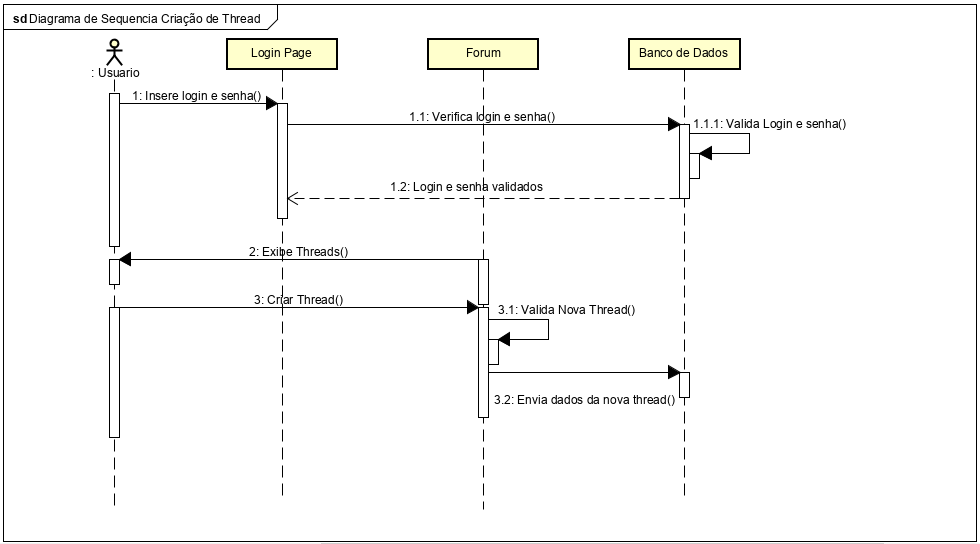 sd Diagrama de Sequencia Criação de Thread
: Usuario
Login Page
Forum
Banco de Dados
1: Insere login e senha()
1.1: Verifica login e senha()
1.1.1: Valida Login e senha()
1.2: Login e senha validados
2: Exibe Threads()
3: Criar Thread()
3.1: Valida Nova Thread()
3.2: Envia dados da nova thread()